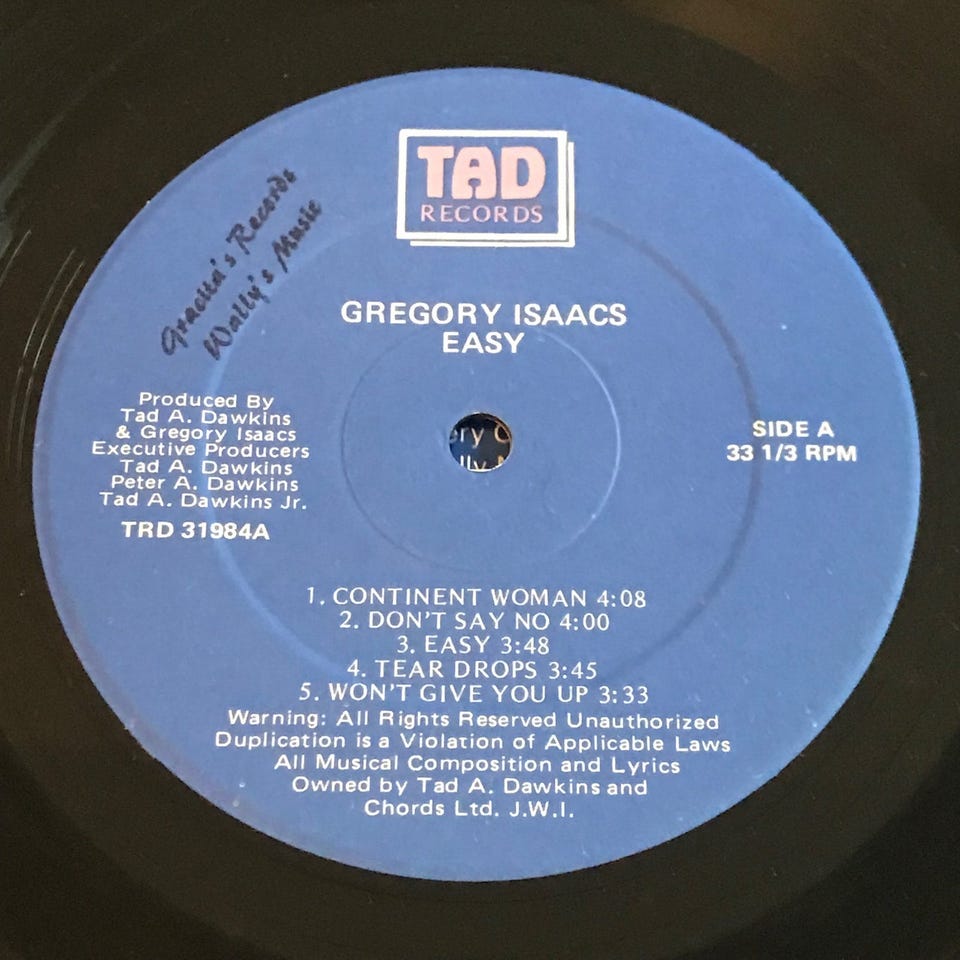 TAD
RECORDS
Records
Wally's Music
GREGORY ISAACS
EASY
Produced By
Tad A. Dawkins
& Gregory Isaacs
Executive Producers
Tad A. Dawkins
Peter A. Dawkins
Tad A. Dawkins Jr.
TRD 31984A
SIDE A
33 1/3 RPM
1. CONTINENT WOMAN 4:08
2. DON'T SAY NO 4:00
3. EASY 3:48
4. TEAR DROPS 3:45
5. WON'T GIVE YOU UP 3:33
Warning: All Rights Reserved Unauthorized
Duplication is a Violation of Applicable Laws
All Musical Composition and Lyrics
Owned by Tad A. Dawkins and
Chords Ltd. J.W.I.